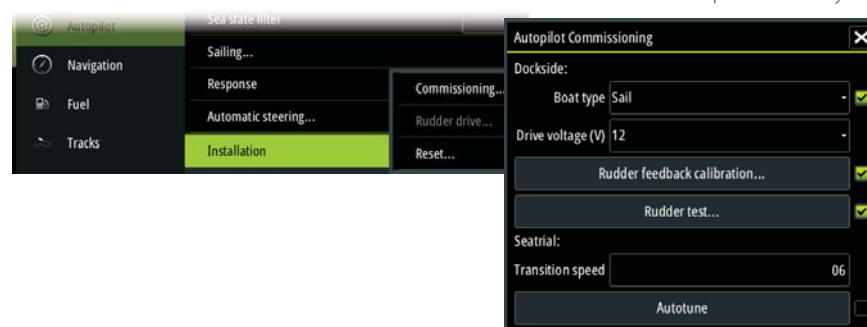 Autopilot
Navigation
Fuel
Tracks
Sea state filter
Sailing...
Response
Automatic steering...
Installation
Commissioning...
Rudder drive...
Reset...
Autopilot Commissioning
Dockside:
Boat type Sail
Drive voltage (V) 12
Rudder feedback calibration...
Rudder test...
Seatrial:
Transition speed 06
Autotune